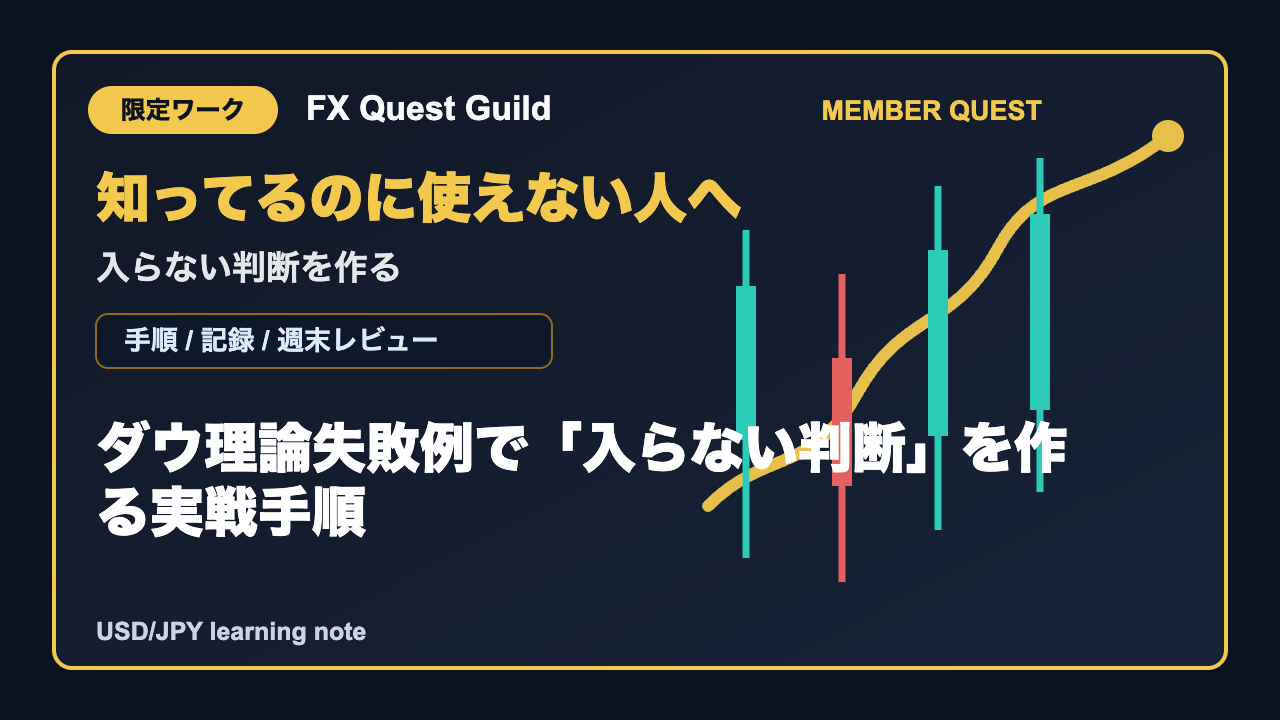 限定ワーク
FX Quest Guild
MEMBER QUEST
知ってるのに使えない人へ
入らない判断を作る
手順 / 記録 / 週末レビュー
ダウ理論失敗例で「入らない判断」を作
る実戦手順
USD/JPY learning note